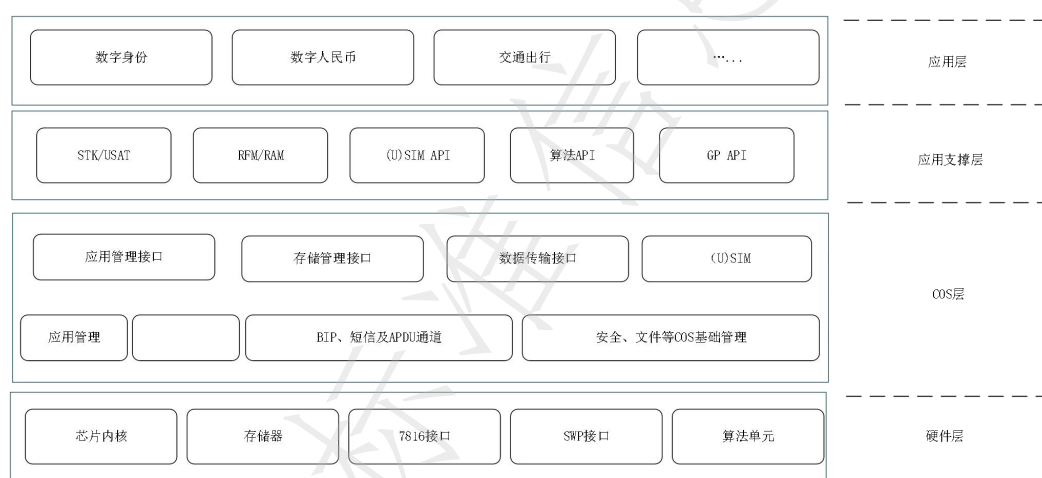 数字身份 数字人民币 交通出行 …... 应用层
STK/USAT RFM/RAM (U)SIM API 算法API GP API 应用支撑层
应用管理接口 存储管理接口 数据传输接口 (U)SIM
COS层
应用管理 BIP、短信及APDU通道 安全、文件等COS基础管理
芯片内核 存储器 7816接口 SWP接口 算法单元 硬件层
标准信